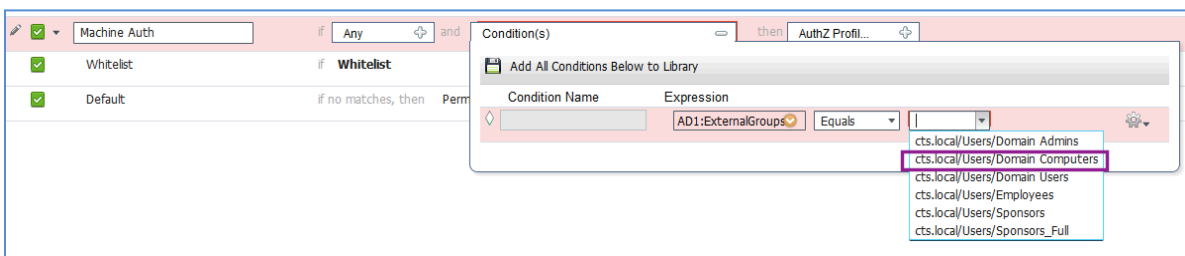 Machine Auth if Any and Condition(s) then AuthZ Profil...
Add All Conditions Below to Library
Whitelist if Whitelist
Condition Name Expression
Default if no matches, then Perm
AD1:ExternalGroups Equals
cts.local/Users/Domain Admins
cts.local/Users/Domain Computers
cts.local/Users/Domain Users
cts.local/Users/Employees
cts.local/Users/Sponsors
cts.local/Users/Sponsors_Full